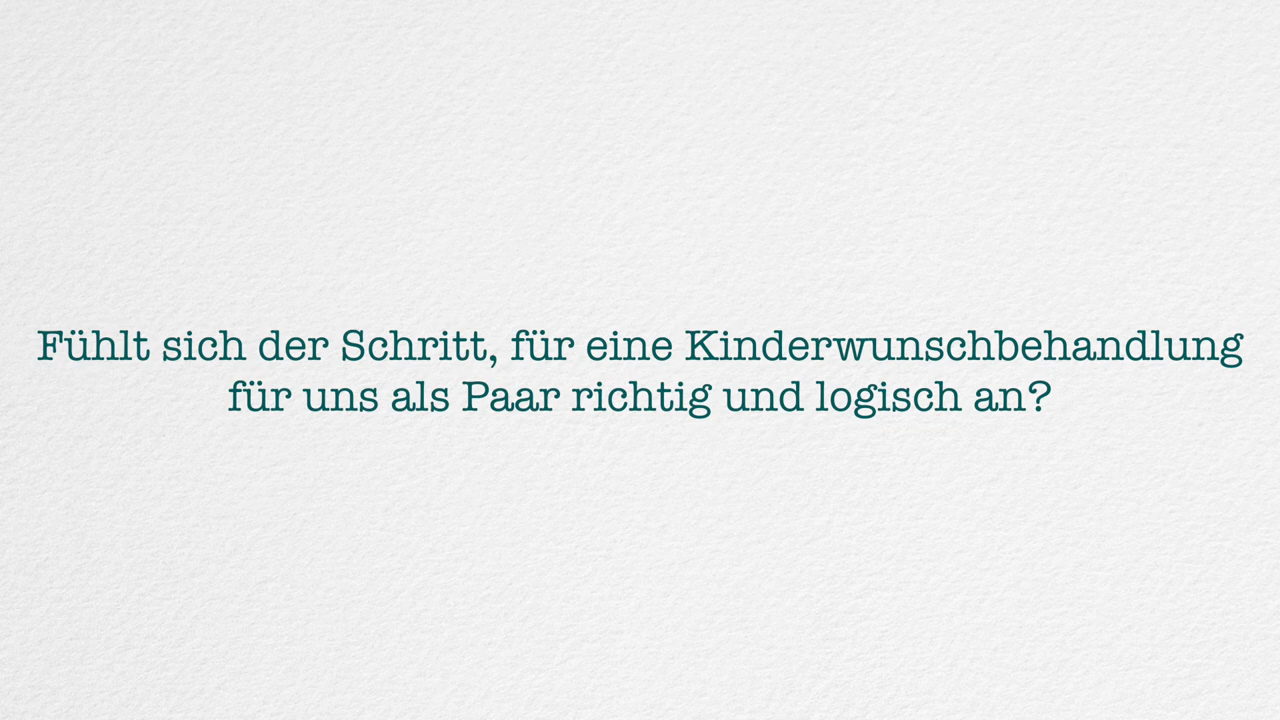 Fühlt sich der Schritt, für eine Kinderwunschbehandlung
für uns als Paar richtig und logisch an?